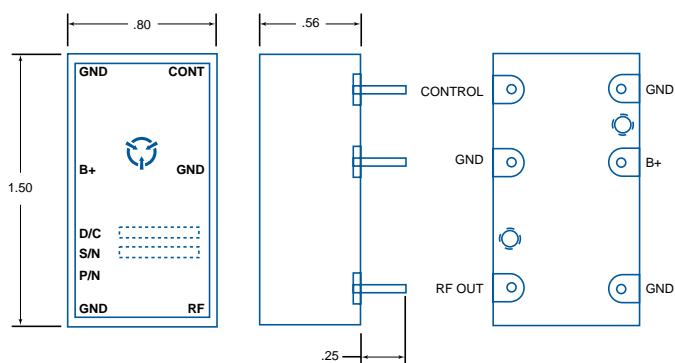 .80
.56
1.50
.25
GND CONT
B+ GND
D/C
S/N
P/N
GND RF
CONTROL
GND
GND
B+
RF OUT
GND